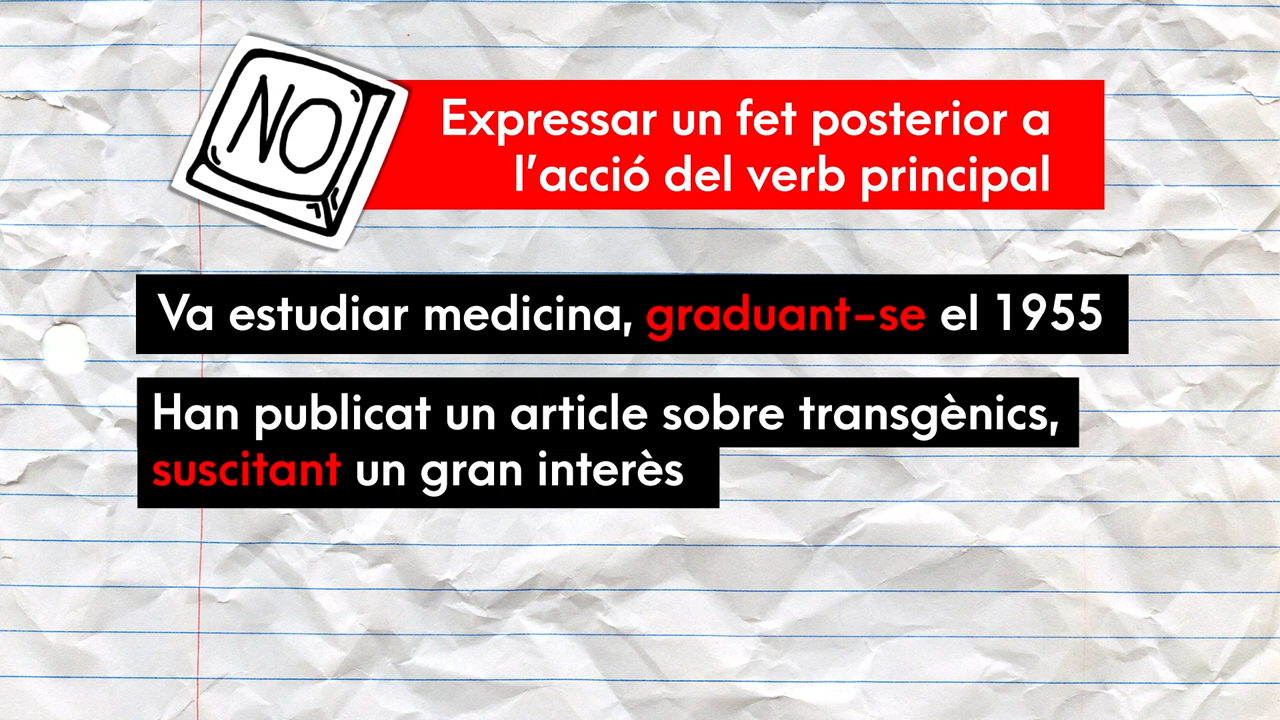 NO
Expressar un fet posterior a
l'acció del verb principal
Va estudiar medicina, graduant-se el 1955
Han publicat un article sobre transgènics,
suscitant un gran interès